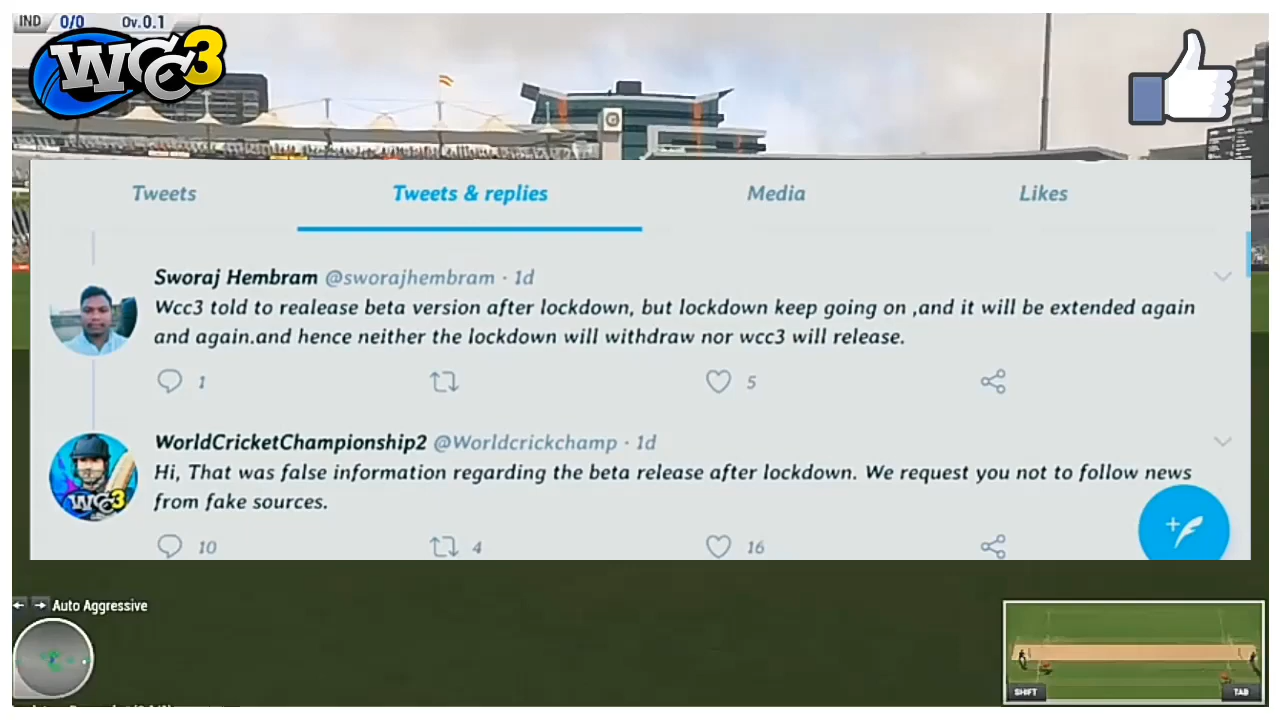 IND 0/0 Ov.0.1
WCC3
Tweets Tweets & replies Media Likes
Sworaj Hembram @sworajhembram · 1d
Wcc3 told to realease beta version after lockdown, but lockdown keep going on ,and it will be extended again
and again.and hence neither the lockdown will withdraw nor wcc3 will release.
1 5
WorldCricketChampionship2 @Worldcrickchamp · 1d
Hi, That was false information regarding the beta release after lockdown. We request you not to follow news
from fake sources.
WCC3
10 4 16
Auto Aggressive
SHIFT TAB